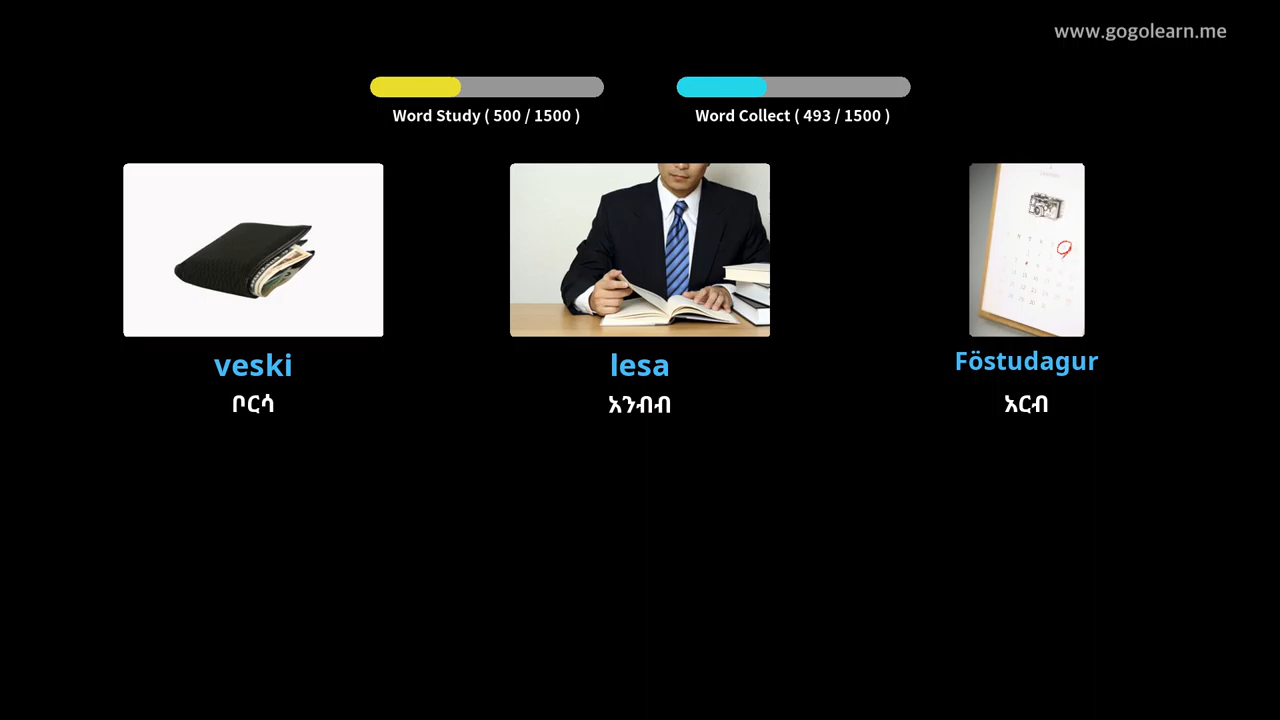 www.gogolearn.me
Word Study ( 500 / 1500 )
Word Collect ( 493 / 1500 )
veski
lesa
Föstudagur
ቦርሳ
አንብብ
አርብ